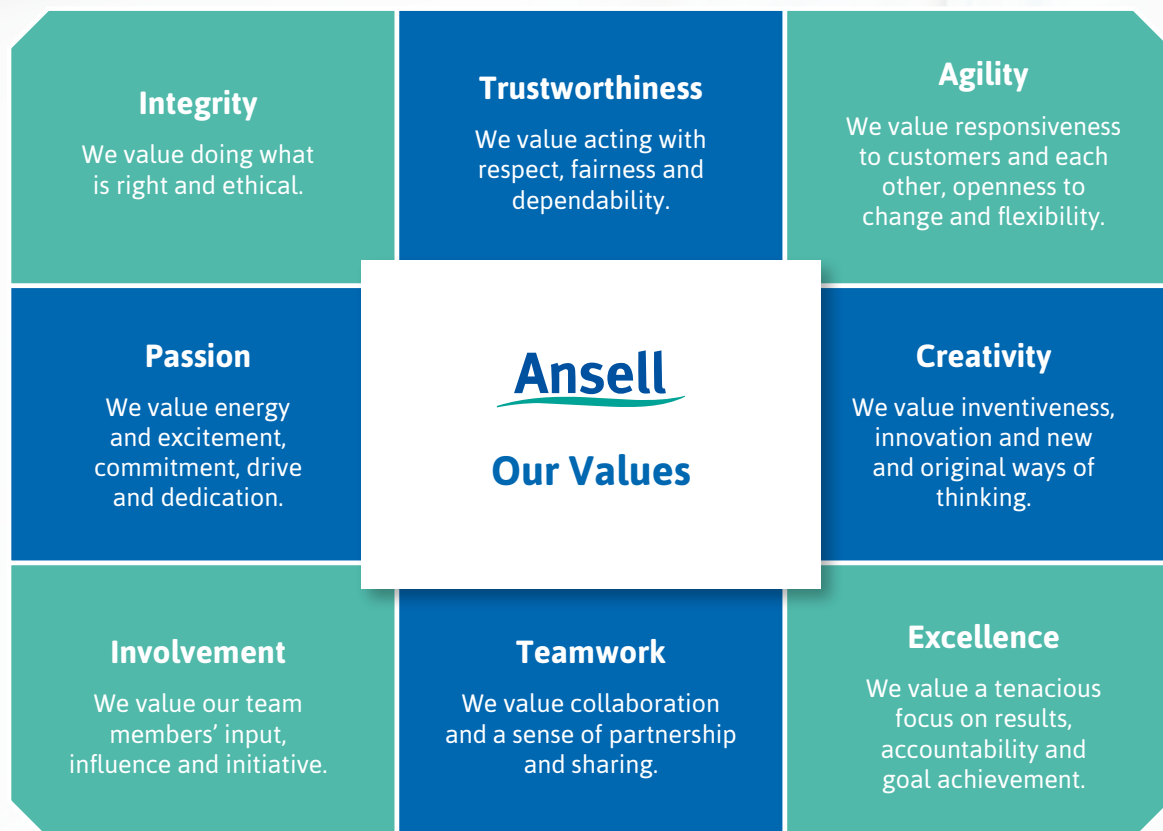 Integrity
We value doing what
is right and ethical.
Trustworthiness
We value acting with
respect, fairness and
dependability.
Agility
We value responsiveness
to customers and each
other, openness to
change and flexibility.
Passion
We value energy
and excitement,
commitment, drive
and dedication.
Ansell
Our Values
Creativity
We value inventiveness,
innovation and new
and original ways of
thinking.
Involvement
We value our team
members’ input,
influence and initiative.
Teamwork
We value collaboration
and a sense of partnership
and sharing.
Excellence
We value a tenacious
focus on results,
accountability and
goal achievement.